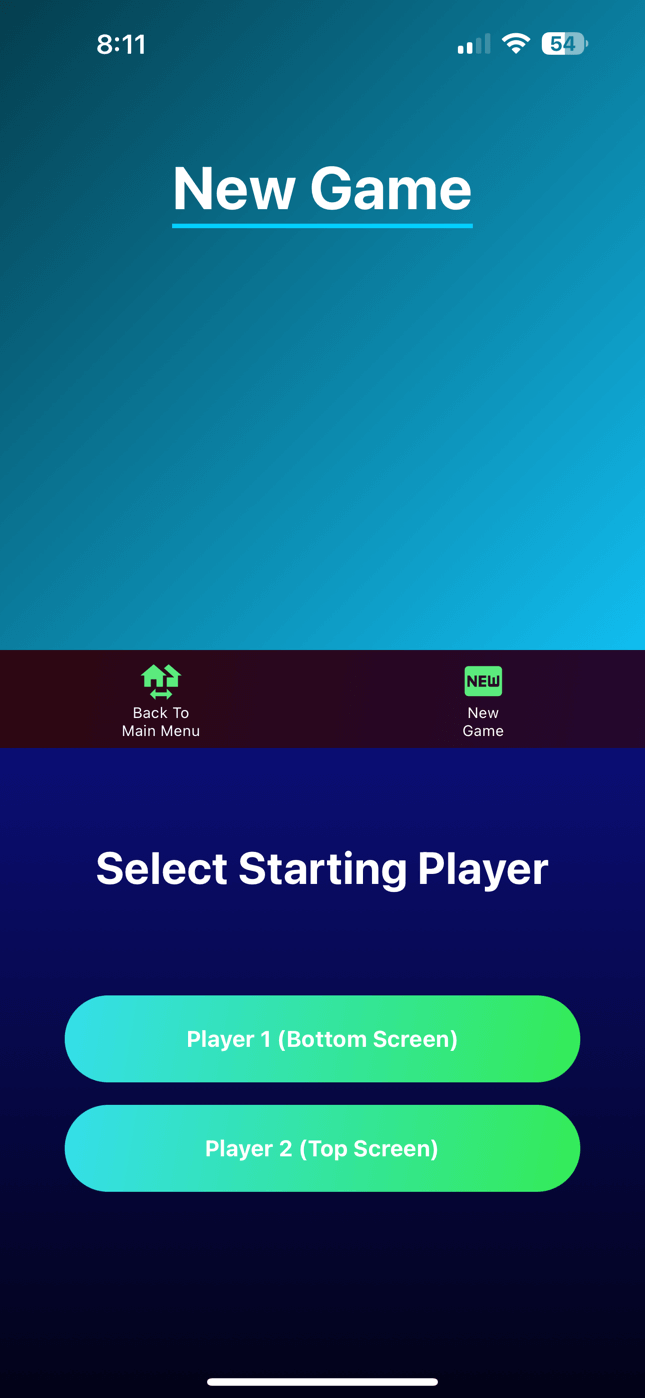 8:11
54
New Game
NEW
Back To
Main Menu
New
Game
Select Starting Player
Player 1 (Bottom Screen)
Player 2 (Top Screen)